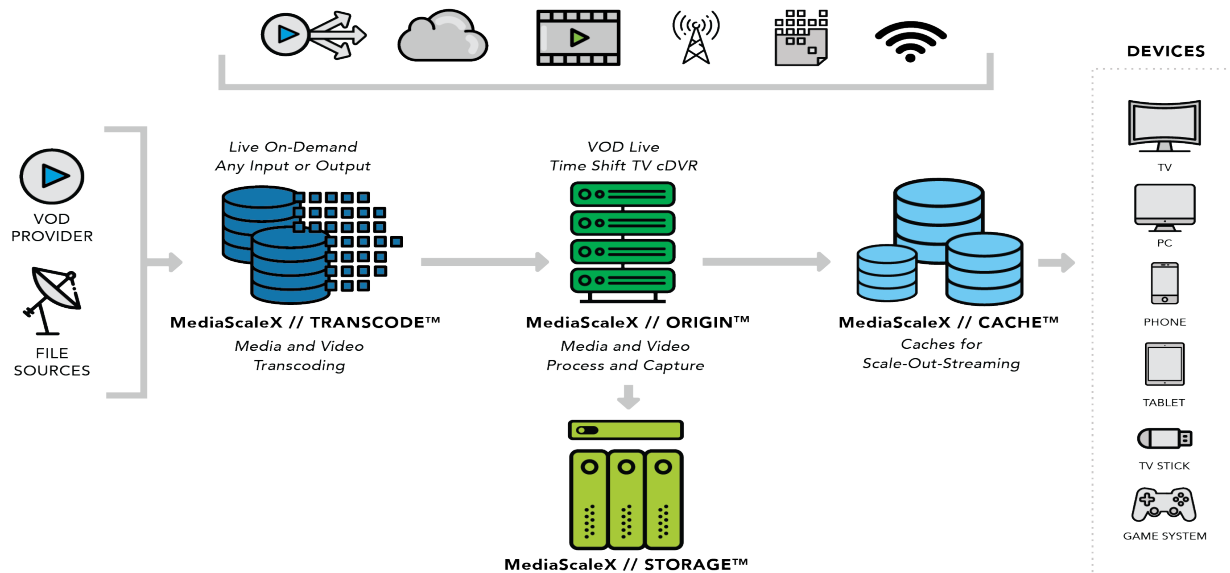 DEVICES
VOD
PROVIDER
FILE
SOURCES
Live On-Demand
Any Input or Output
MediaScaleX // TRANSCODE™
Media and Video
Transcoding
VOD Live
Time Shift TV cDVR
MediaScaleX // ORIGIN™
Media and Video
Process and Capture
MediaScaleX // STORAGE™
MediaScaleX // CACHE™
Caches for
Scale-Out-Streaming
TV
PC
PHONE
TABLET
TV STICK
GAME SYSTEM